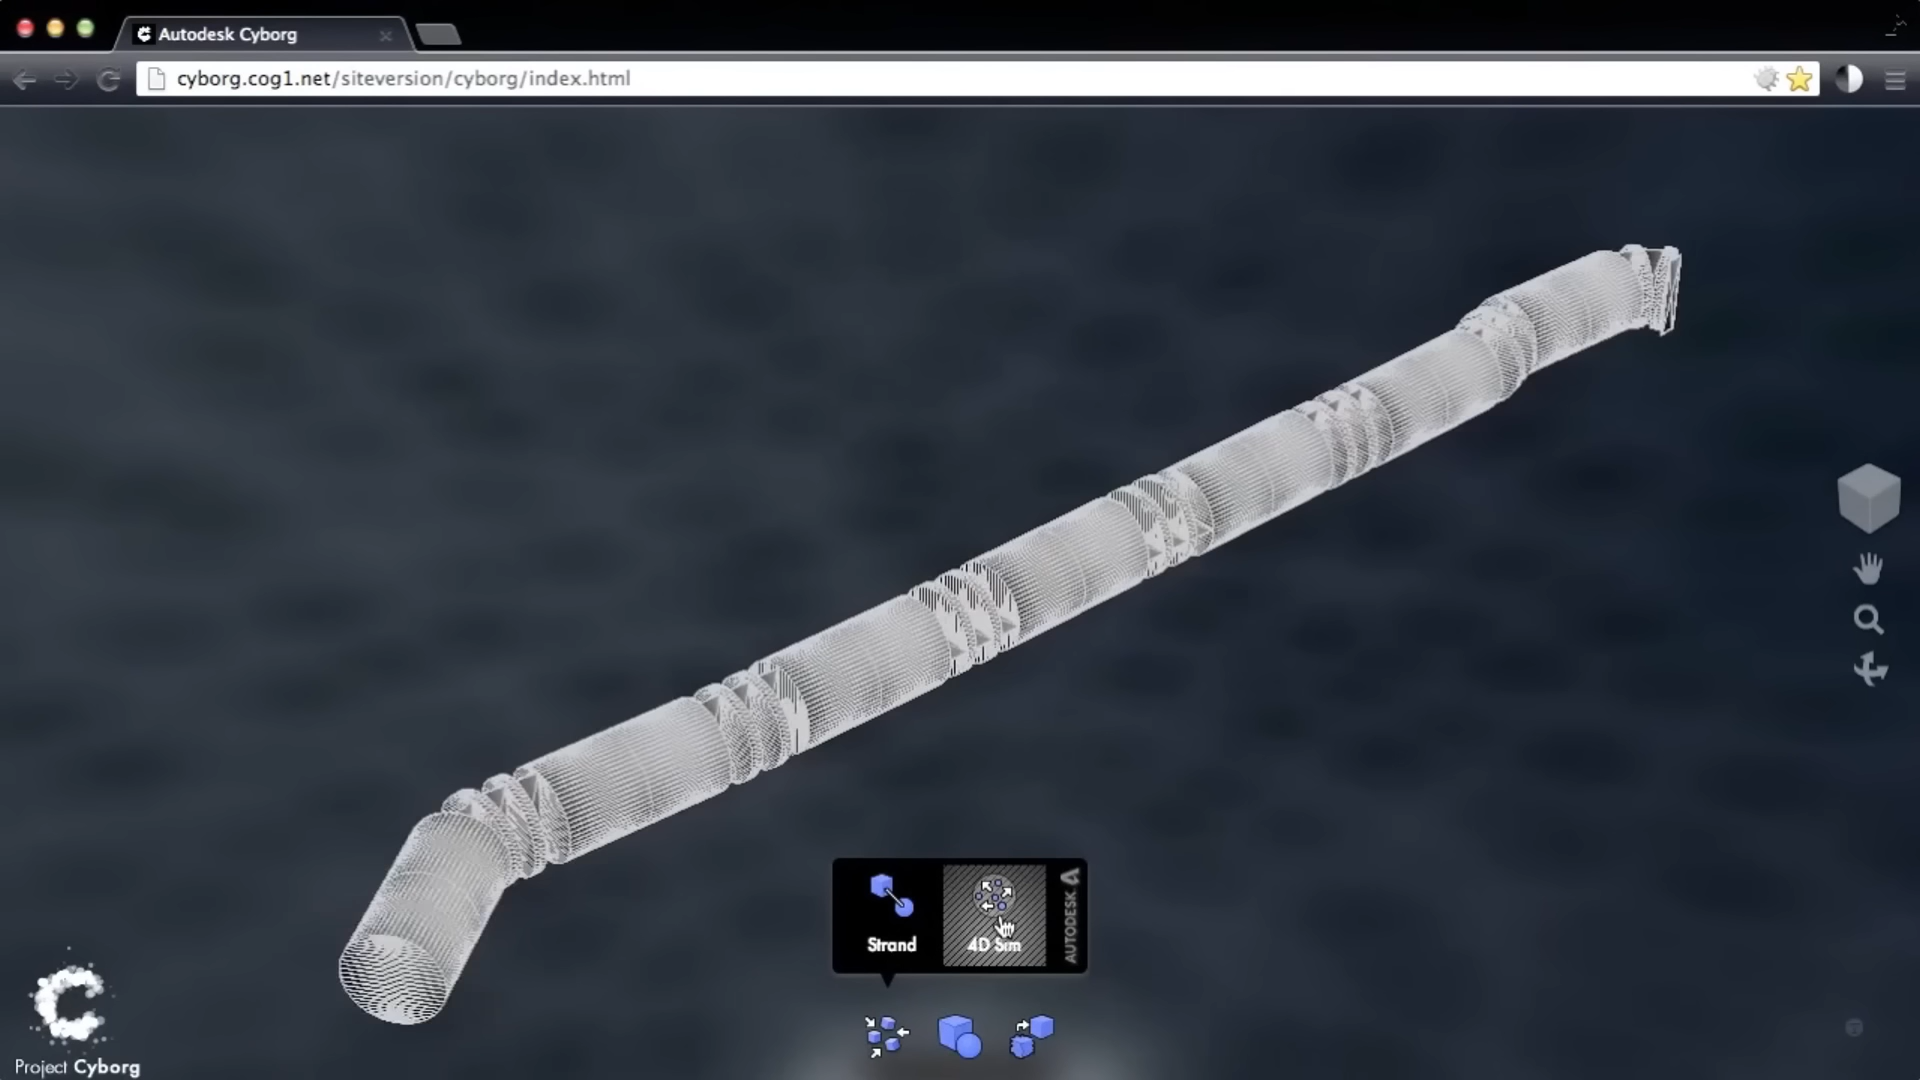 Autodesk Cyborg
cyborg.cog1.net/siteversion/cyborg/index.html
Strand
4D Sim
AUTODESK
Project Cyborg